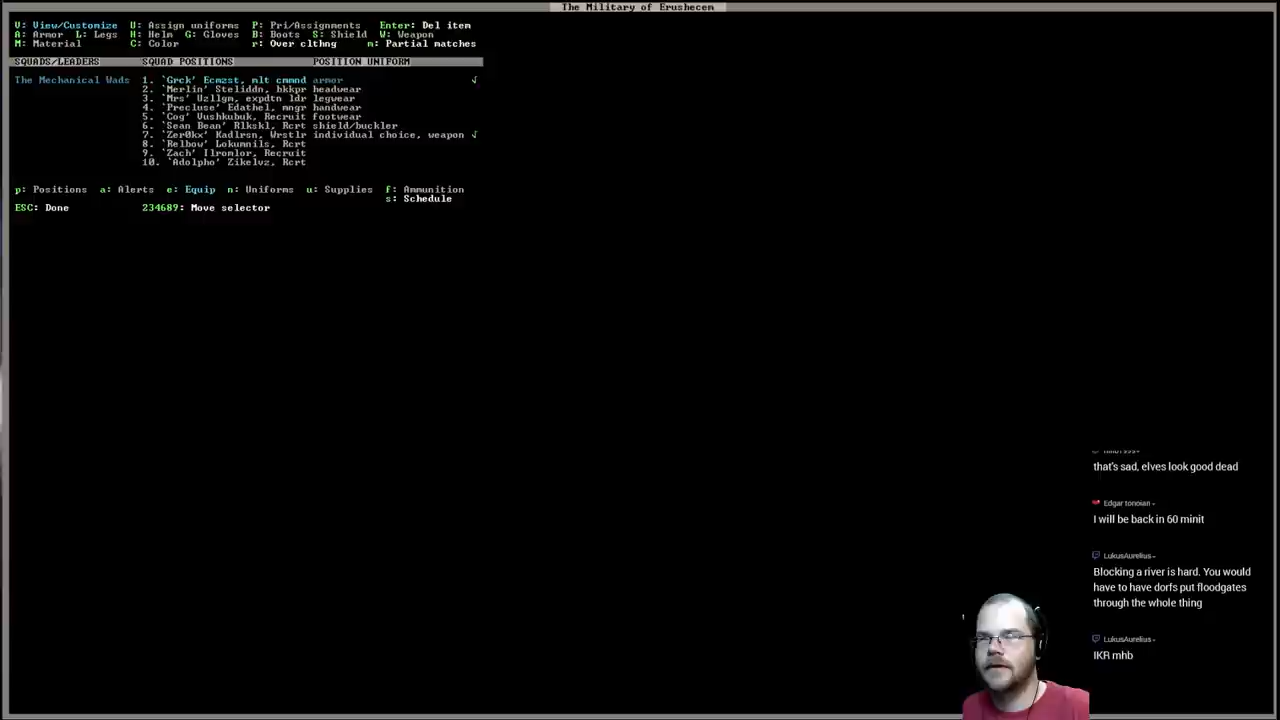 The Military of Erushecem
V: View/Customize U: Assign uniforms P: Pri/Assignments Enter: Del item
A: Armor L: Legs H: Helm G: Gloves B: Boots S: Shield W: Weapon
M: Material C: Color r: Over clthng m: Partial matches
SQUADS/LEADERS SQUAD POSITIONS POSITION UNIFORM
The Mechanical Wads 1. `Grck' Ecmzst, mlt cmmnd armor √
2. `Merlin' Steliddn, bkkpr headwear
3. `Mrs' Uzllgm, expdtn ldr legwear
4. `Precluse' Edathel, mngr handwear
5. `Cog' Vushkubuk, Recruit footwear
6. `Sean Bean' Rlkskl, Rcrt shield/buckler
7. `Zer0kx' Kadlrsn, Wrstlr individual choice, weapon √
8. `Relbow' Lokumnils, Rcrt
9. `Zach' Ilromlor, Recruit
10. `Adolpho' Zikelvz, Rcrt
p: Positions a: Alerts e: Equip n: Uniforms u: Supplies f: Ammunition
s: Schedule
ESC: Done 234689: Move selector
that's sad, elves look good dead
Edgar tonoian
I will be back in 60 minit
LukusAurelius
Blocking a river is hard. You would
have to have dorfs put floodgates
through the whole thing
LukusAurelius
IKR mhb